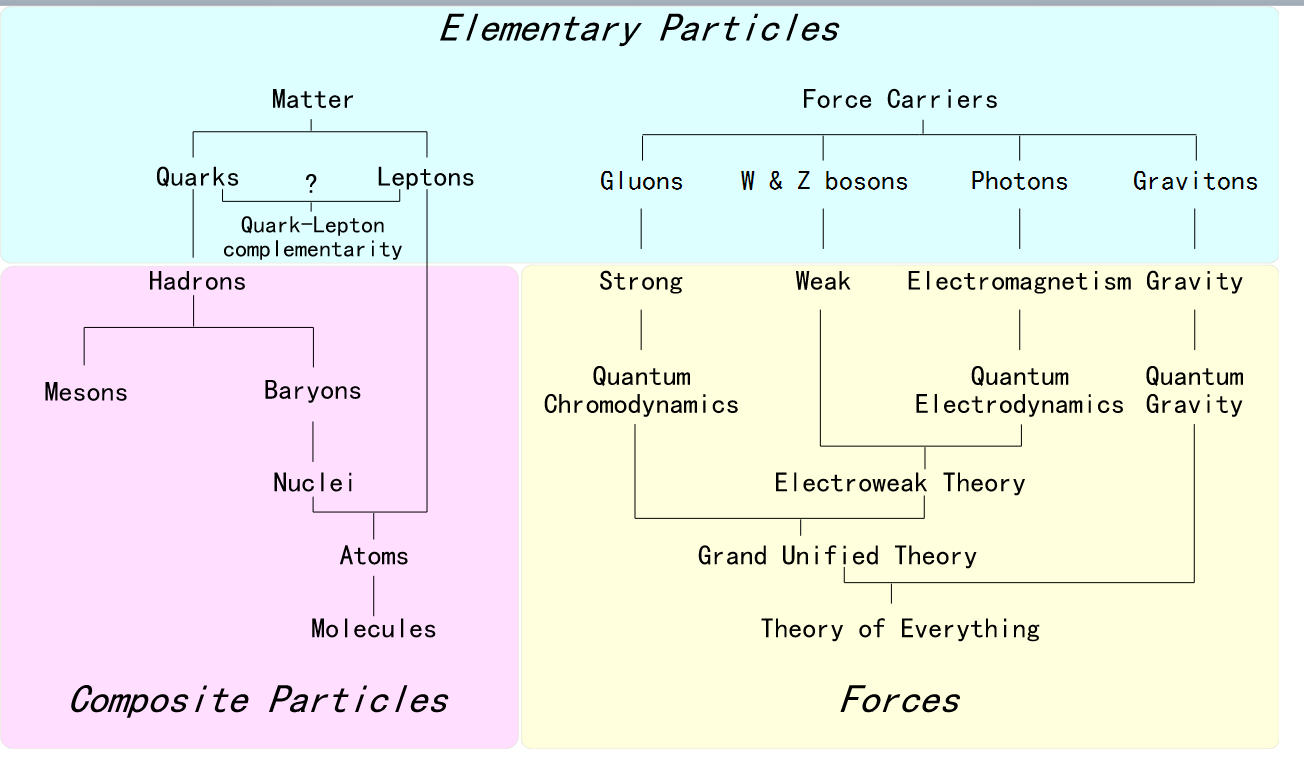 Elementary Particles
Matter
Force Carriers
Quarks
?
Leptons
Gluons
W & Z bosons
Photons
Gravitons
Quark-Lepton
complementarity
Hadrons
Strong
Weak
Electromagnetism
Gravity
Mesons
Baryons
Quantum
Chromodynamics
Quantum
Electrodynamics
Quantum
Gravity
Nuclei
Electroweak Theory
Atoms
Grand Unified Theory
Molecules
Theory of Everything
Composite Particles
Forces